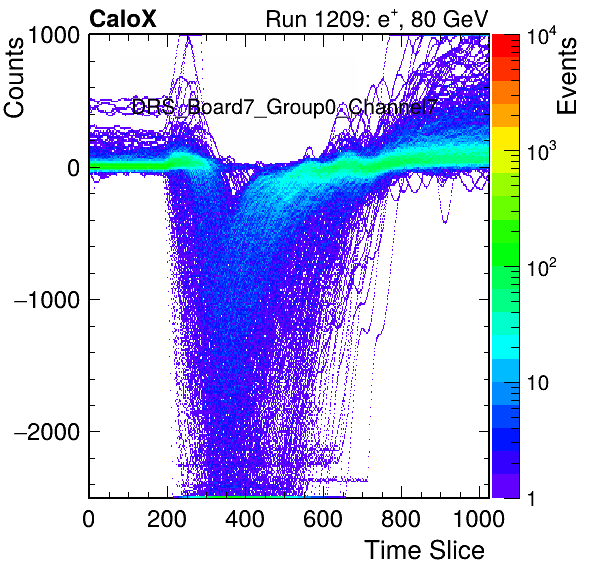 CaloX Run 1209: e⁺, 80 GeV
DRS_Board7_Group0_Channel7
Counts
1000
0
−1000
−2000
0 200 400 600 800 1000
Time Slice
Events
10⁴
10³
10²
10
1